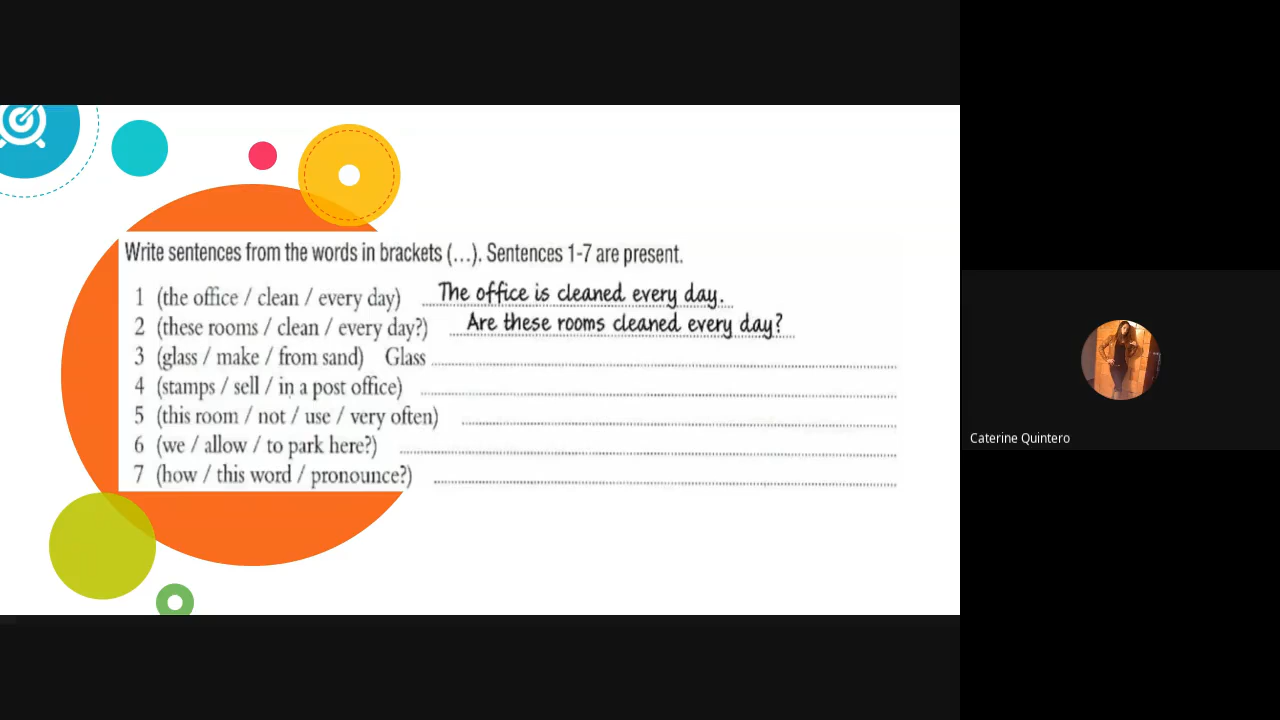 Write sentences from the words in brackets (...). Sentences 1-7 are present.
1 (the office / clean / every day) The office is cleaned every day.
2 (these rooms / clean / every day?) Are these rooms cleaned every day?
3 (glass / make / from sand) Glass
4 (stamps / sell / in a post office)
5 (this room / not / use / very often)
6 (we / allow / to park here?)
7 (how / this word / pronounce?)
Caterine Quintero